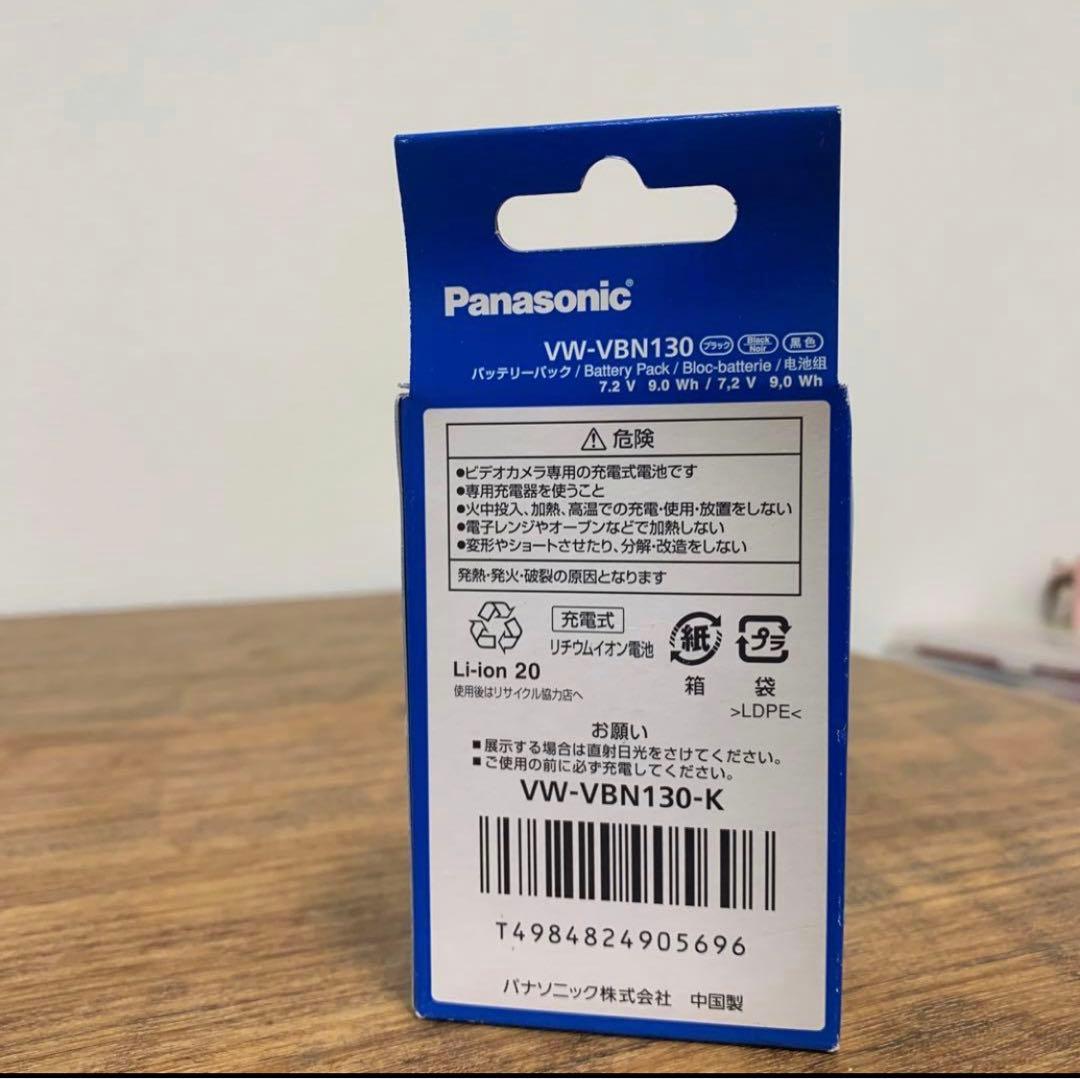 Panasonic®
VW-VBN130 ブラック Black Noir 黒色
バッテリーパック / Battery Pack / Bloc-batterie / 电池组
7.2 V 9.0 Wh / 7,2 V 9,0 Wh
⚠ 危険
●ビデオカメラ専用の充電式電池です
●専用充電器を使うこと
●火中投入、加熱、高温での充電・使用・放置をしない
●電子レンジやオーブンなどで加熱しない
●変形やショートさせたり、分解・改造をしない
発熱・発火・破裂の原因となります
充電式
リチウムイオン電池
Li-ion 20
使用後はリサイクル協力店へ
紙
箱
プラ
袋
>LDPE<
お願い
■展示する場合は直射日光をさけてください。
■ご使用の前に必ず充電してください。
VW-VBN130-K
T4984824905696
パナソニック株式会社 中国製